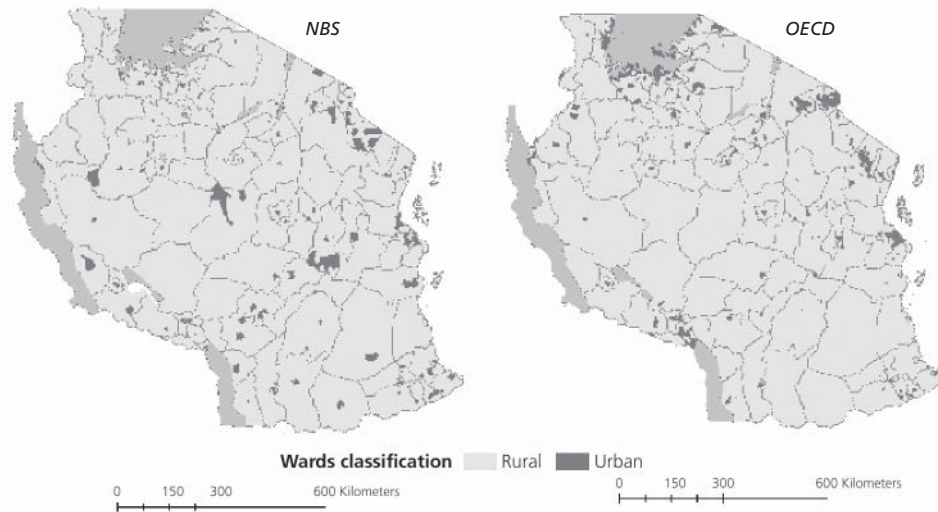 NBS
OECD
Wards classification Rural Urban
0 150 300 600 Kilometers
0 150 300 600 Kilometers